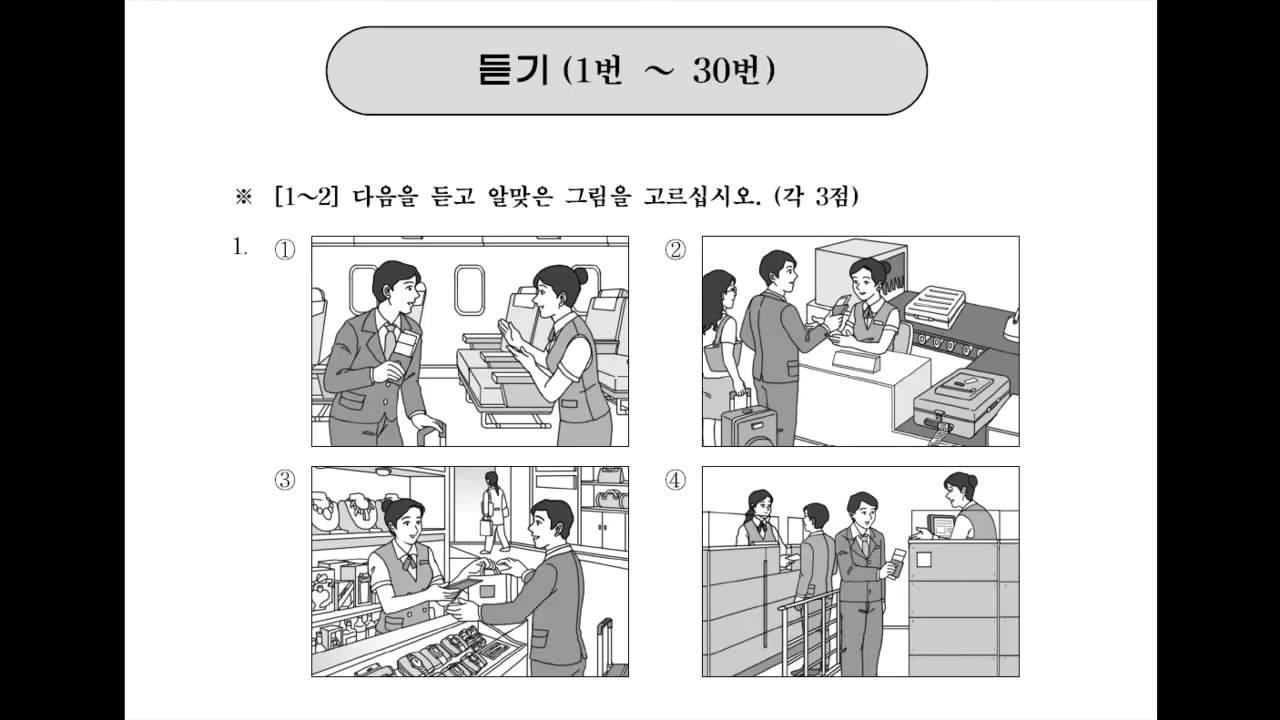 듣기 (1번 ～ 30번)
※ [1～2] 다음을 듣고 알맞은 그림을 고르십시오. (각 3점)
1. ① ②
③ ④